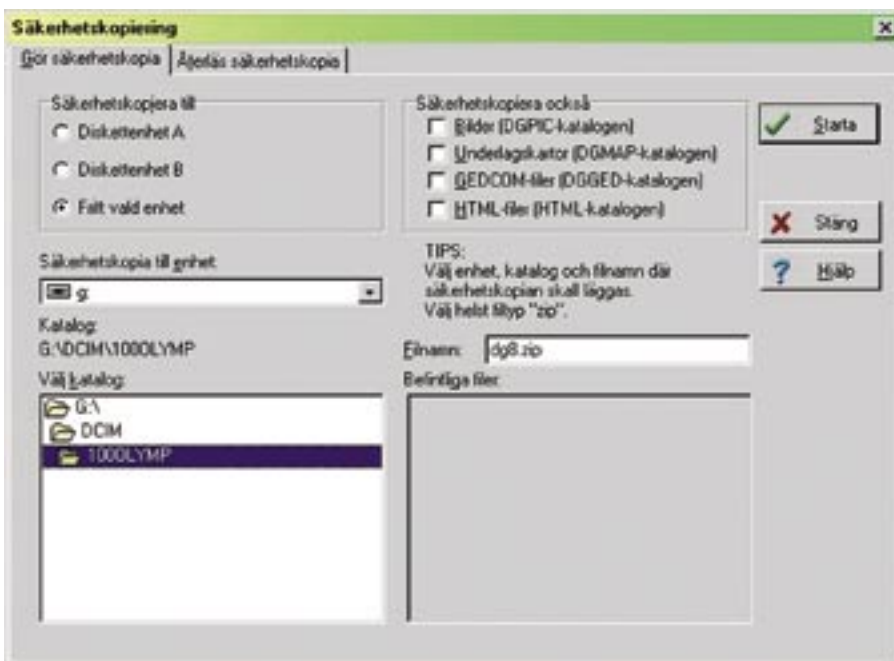 Säkerhetskopiering
Gör säkerhetskopia
Återläs säkerhetskopia
Säkerhetskopiera till
Diskettenhet A
Diskettenhet B
Fritt vald enhet
Säkerhetskopiera också
Bilder (DGPIC-katalogen)
Underlagskartor (DGMAP-katalogen)
GEDCOM-filer (DGGED-katalogen)
HTML-filer (HTML-katalogen)
Starta
Stäng
Hjälp
Säkerhetskopia till enhet:
g:
Katalog:
G:\DCIM\100OLYMP
Välj katalog:
G:\
DCIM
100OLYMP
TIPS:
Välj enhet, katalog och filnamn där
säkerhetskopian skall läggas.
Välj helst filtyp "zip".
Filnamn: dg8.zip
Befintliga filer: